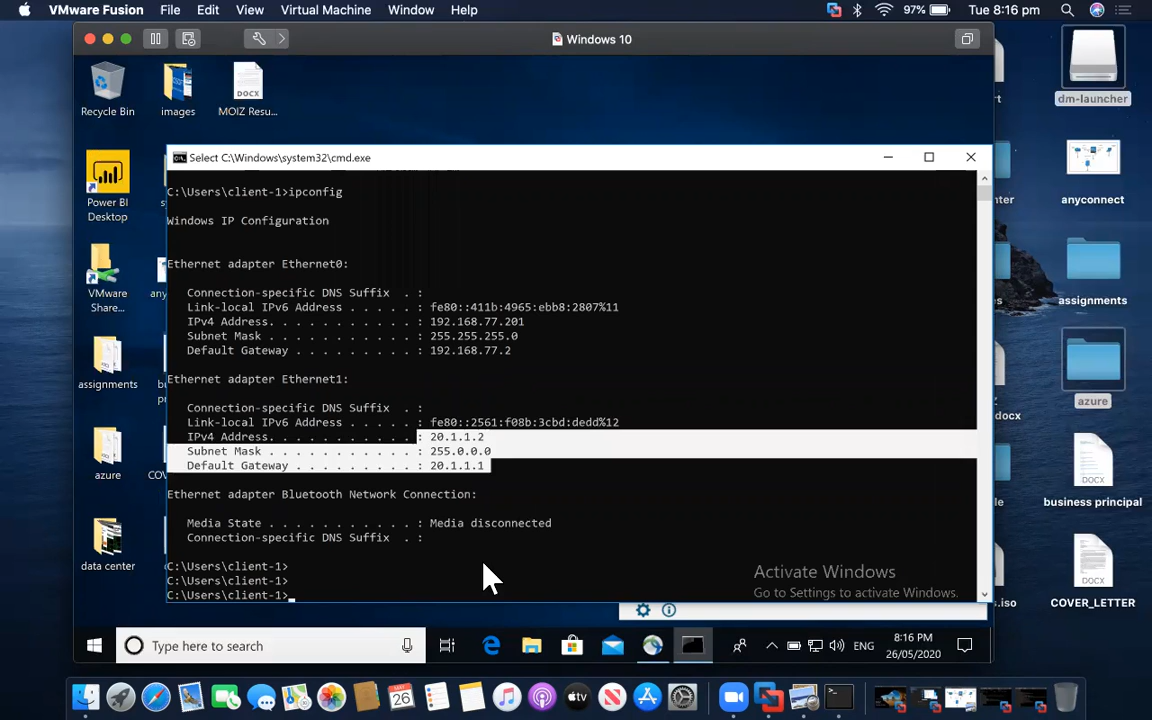 VMware Fusion File Edit View Virtual Machine Window Help 97% Tue 8:16 pm
Windows 10
Recycle Bin images MOIZ Resu...
dm-launcher
Select C:\Windows\system32\cmd.exe
C:\Users\client-1>ipconfig
Windows IP Configuration
Ethernet adapter Ethernet0:
Connection-specific DNS Suffix . :
Link-local IPv6 Address . . . . . : fe80::411b:4965:ebb8:2807%11
IPv4 Address. . . . . . . . . . . : 192.168.77.201
Subnet Mask . . . . . . . . . . . : 255.255.255.0
Default Gateway . . . . . . . . . : 192.168.77.2
Ethernet adapter Ethernet1:
Connection-specific DNS Suffix . :
Link-local IPv6 Address . . . . . : fe80::2561:f08b:3cbd:dedd%12
IPv4 Address. . . . . . . . . . . : 20.1.1.2
Subnet Mask . . . . . . . . . . . : 255.0.0.0
Default Gateway . . . . . . . . . : 20.1.1.1
Ethernet adapter Bluetooth Network Connection:
Media State . . . . . . . . . . . : Media disconnected
Connection-specific DNS Suffix . :
C:\Users\client-1>
C:\Users\client-1>
C:\Users\client-1>
Activate Windows
Go to Settings to activate Windows.
Power BI
Desktop
VMware
Share...
assignments
azure
data center
anyconnect
assignments
azure
DOCX
business principal
DOCX
COVER_LETTER
DOCX
Type here to search
ENG
8:16 PM
26/05/2020
MAY
26
tv